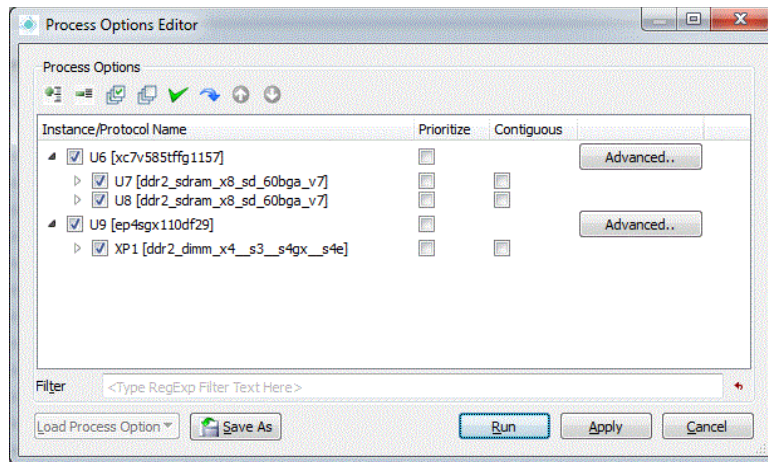 Process Options Editor
Process Options
Instance/Protocol Name Prioritize Contiguous
U6 [xc7v585tffg1157] Advanced..
U7 [ddr2_sdram_x8_sd_60bga_v7]
U8 [ddr2_sdram_x8_sd_60bga_v7]
U9 [ep4sgx110df29] Advanced..
XP1 [ddr2_dimm_x4__s3__s4gx__s4e]
Filter <Type RegExp Filter Text Here>
Load Process Option Save As Run Apply Cancel